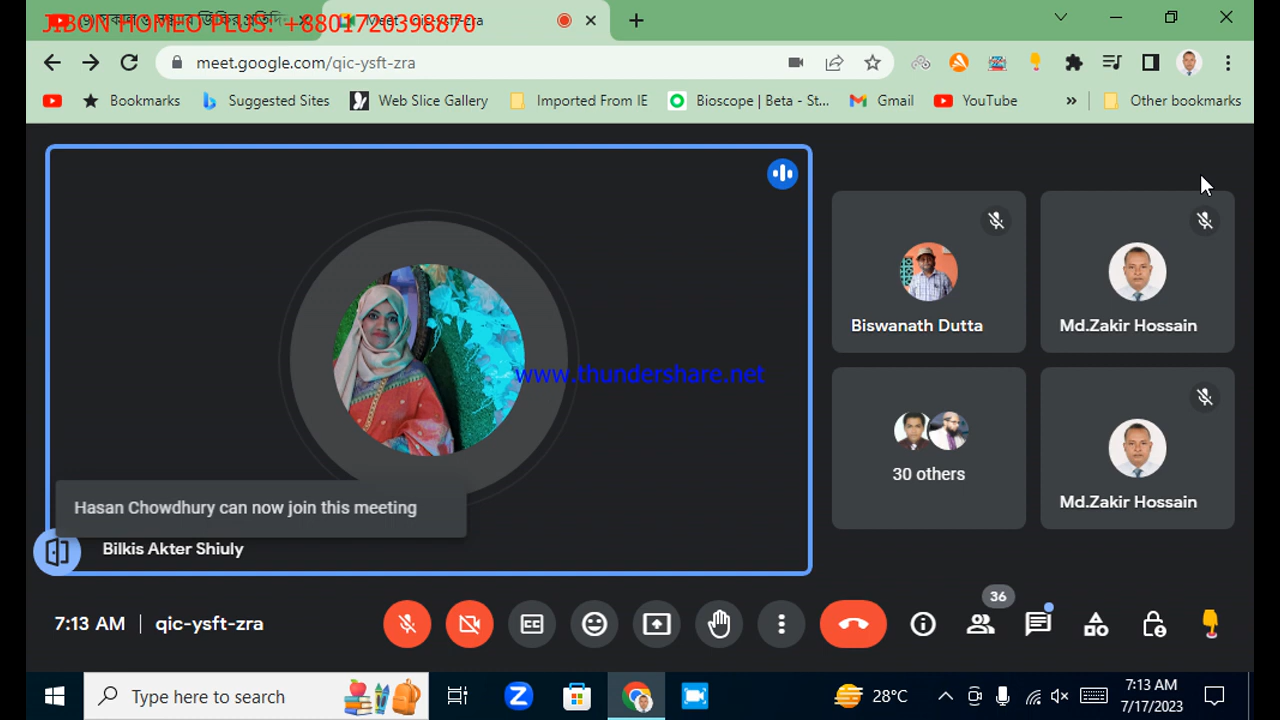 JIBON HOMEO PLUS: +8801720398870
meet.google.com/qic-ysft-zra
Bookmarks
Suggested Sites
Web Slice Gallery
Imported From IE
Bioscope | Beta - St...
Gmail
YouTube
»
Other bookmarks
Biswanath Dutta
Md.Zakir Hossain
www.thundershare.net
30 others
Md.Zakir Hossain
Hasan Chowdhury can now join this meeting
Bilkis Akter Shiuly
36
7:13 AM | qic-ysft-zra
CC
Type here to search
28°C
7:13 AM
7/17/2023